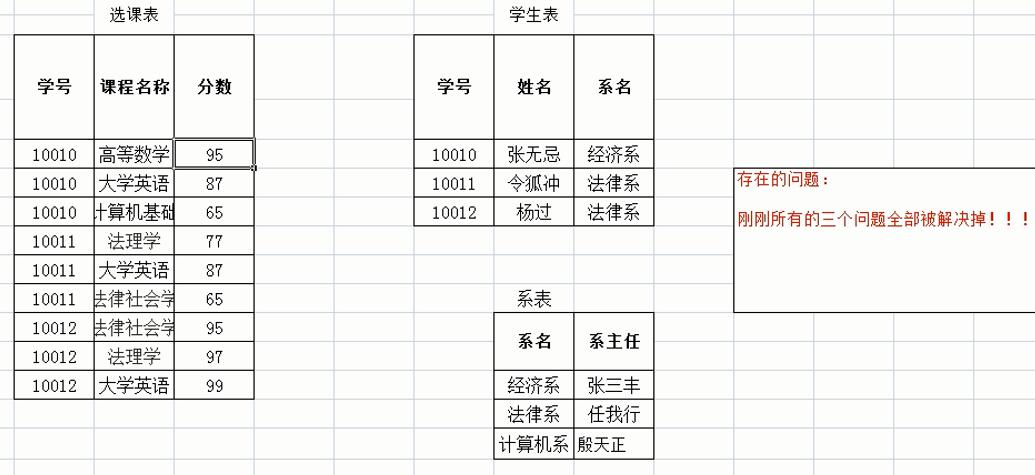 选课表
学号 课程名称 分数
10010 高等数学 95
10010 大学英语 87
10010 计算机基础 65
10011 法理学 77
10011 大学英语 87
10011 法律社会学 65
10012 法律社会学 95
10012 法理学 97
10012 大学英语 99
学生表
学号 姓名 系名
10010 张无忌 经济系
10011 令狐冲 法律系
10012 杨过 法律系
系表
系名 系主任
经济系 张三丰
法律系 任我行
计算机系 殷天正
存在的问题：
刚刚所有的三个问题全部被解决掉！！！